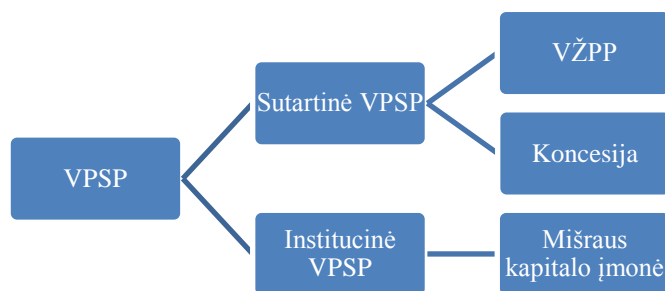 VPSP
Sutartinė VPSP
VŽPP
Koncesija
Institucinė
VPSP
Mišraus
kapitalo įmonė